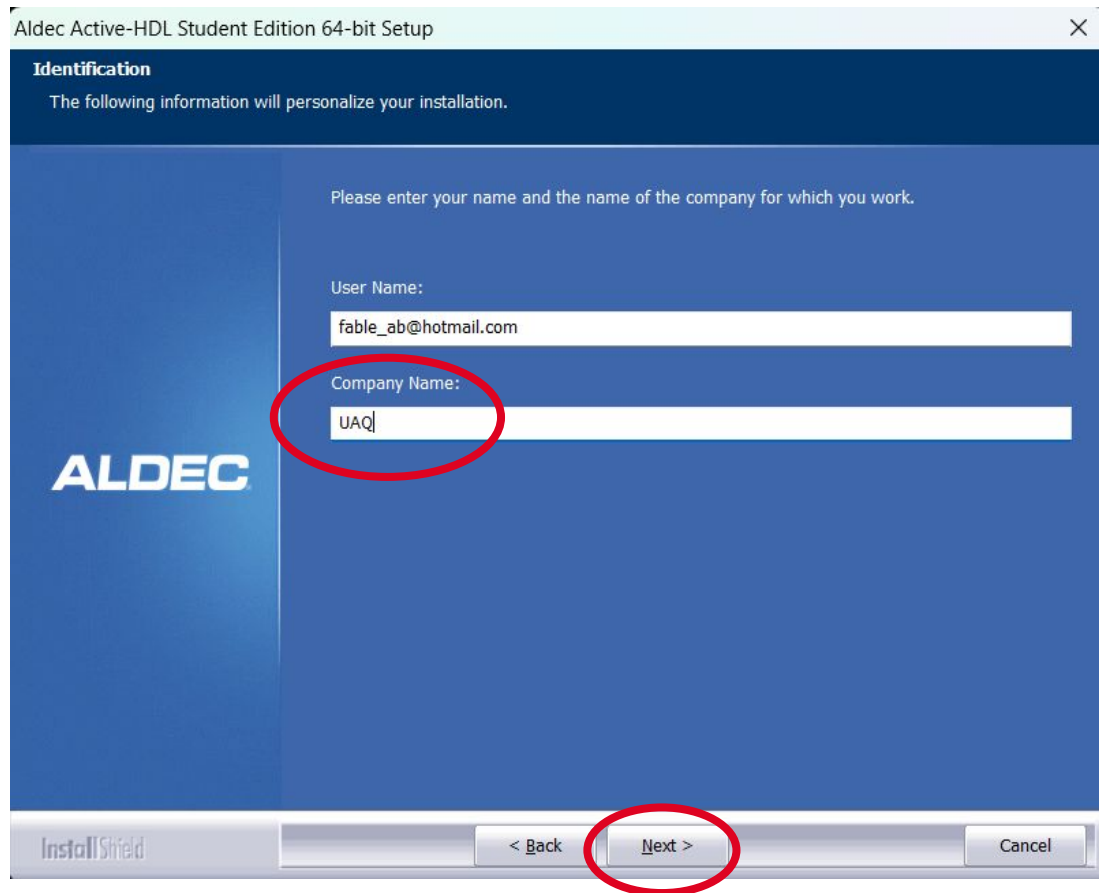 Aldec Active-HDL Student Edition 64-bit Setup
Identification
The following information will personalize your installation.
Please enter your name and the name of the company for which you work.
User Name:
fable_ab@hotmail.com
Company Name:
UAQ
ALDEC
InstallShield
< Back
Next >
Cancel